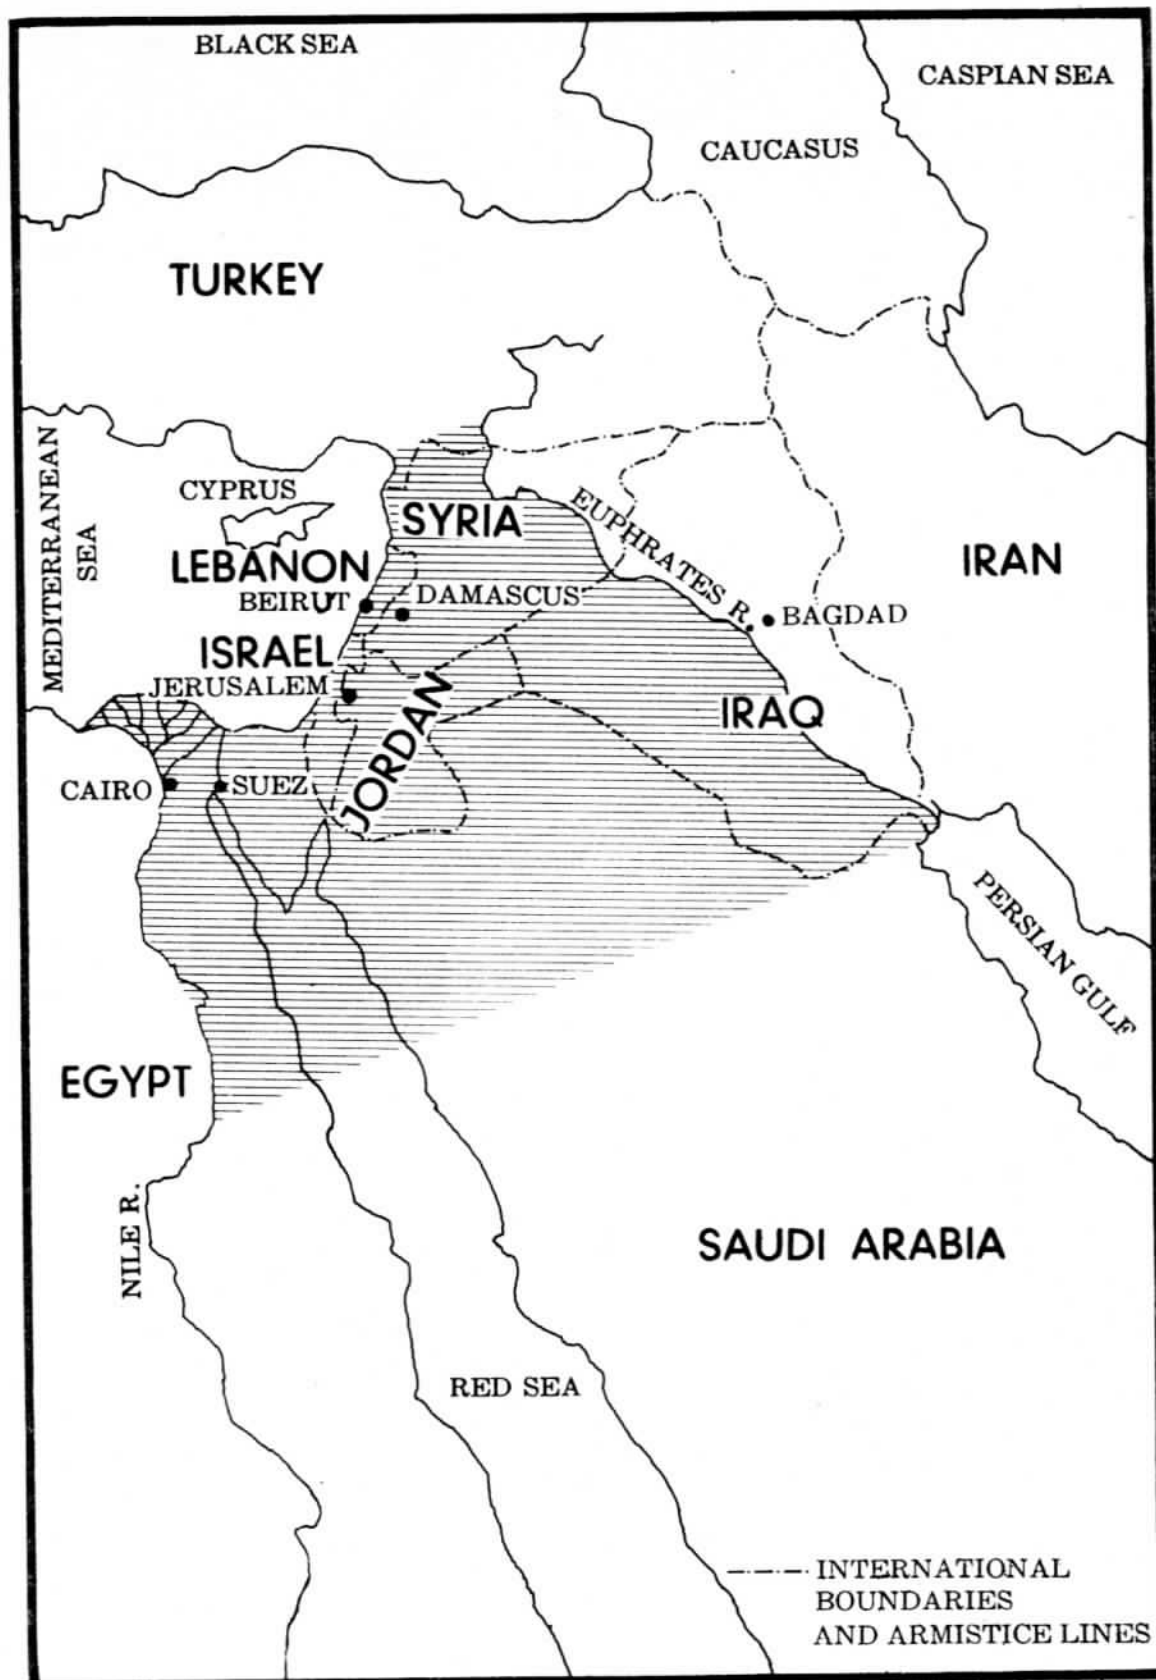 BLACK SEA
CASPIAN SEA
CAUCASUS
TURKEY
MEDITERRANEAN
SEA
CYPRUS
SYRIA
EUPHRATES R.
IRAN
LEBANON
BEIRUT
DAMASCUS
BAGDAD
ISRAEL
JERUSALEM
JORDAN
IRAQ
CAIRO
SUEZ
PERSIAN GULF
EGYPT
NILE R.
SAUDI ARABIA
RED SEA
INTERNATIONAL
BOUNDARIES
AND ARMISTICE LINES